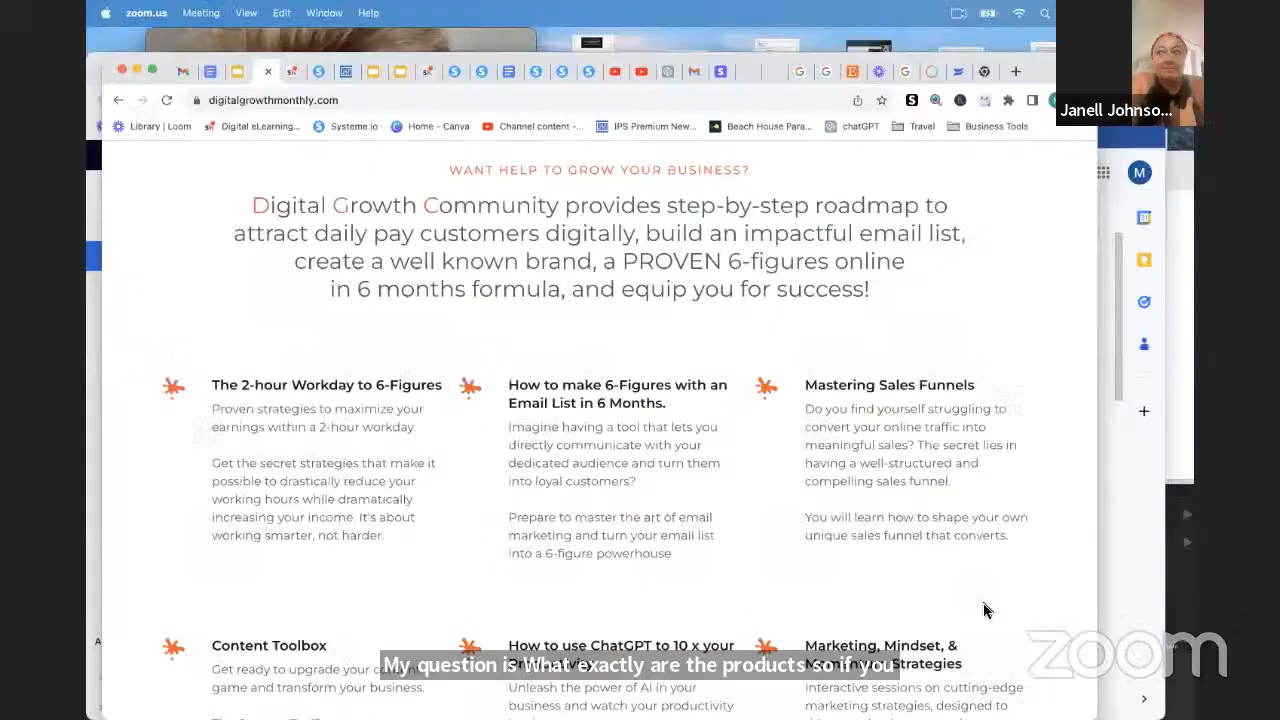 zoom.us Meeting View Edit Window Help
digitalgrowthmonthly.com
Library | Loom Digital eLearning... Systeme.io Home - Canva Channel content -... IPS Premium New... Beach House Para... chatGPT Travel Business Tools
Janell Johnso...
M
WANT HELP TO GROW YOUR BUSINESS?
Digital Growth Community provides step-by-step roadmap to
attract daily pay customers digitally, build an impactful email list,
create a well known brand, a PROVEN 6-figures online
in 6 months formula, and equip you for success!
The 2-hour Workday to 6-Figures
Proven strategies to maximize your
earnings within a 2-hour workday.
Get the secret strategies that make it
possible to drastically reduce your
working hours while dramatically
increasing your income. It's about
working smarter, not harder.
How to make 6-Figures with an
Email List in 6 Months.
Imagine having a tool that lets you
directly communicate with your
dedicated audience and turn them
into loyal customers?
Prepare to master the art of email
marketing and turn your email list
into a 6-figure powerhouse
Mastering Sales Funnels
Do you find yourself struggling to
convert your online traffic into
meaningful sales? The secret lies in
having a well-structured and
compelling sales funnel.
You will learn how to shape your own
unique sales funnel that converts.
Content Toolbox
Get ready to upgrade your
game and transform your business.
How to use ChatGPT to 10 x your
Unleash the power of AI in your
business and watch your productivity
Marketing, Mindset, &
Strategies
Interactive sessions on cutting-edge
marketing strategies, designed to
My question is What exactly are the products so if you
zoom